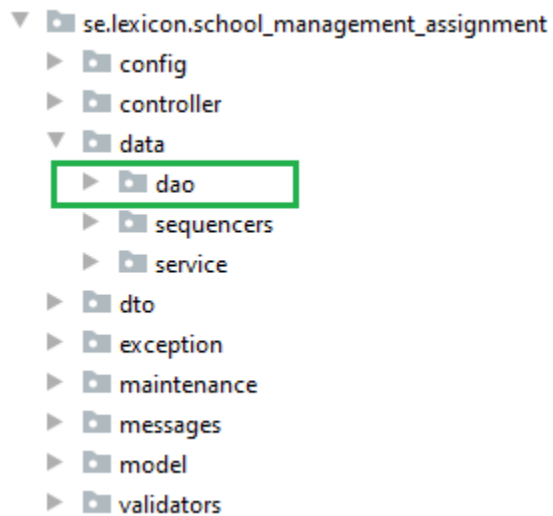 se.lexicon.school_management_assignment
config
controller
data
dao
sequencers
service
dto
exception
maintenance
messages
model
validators